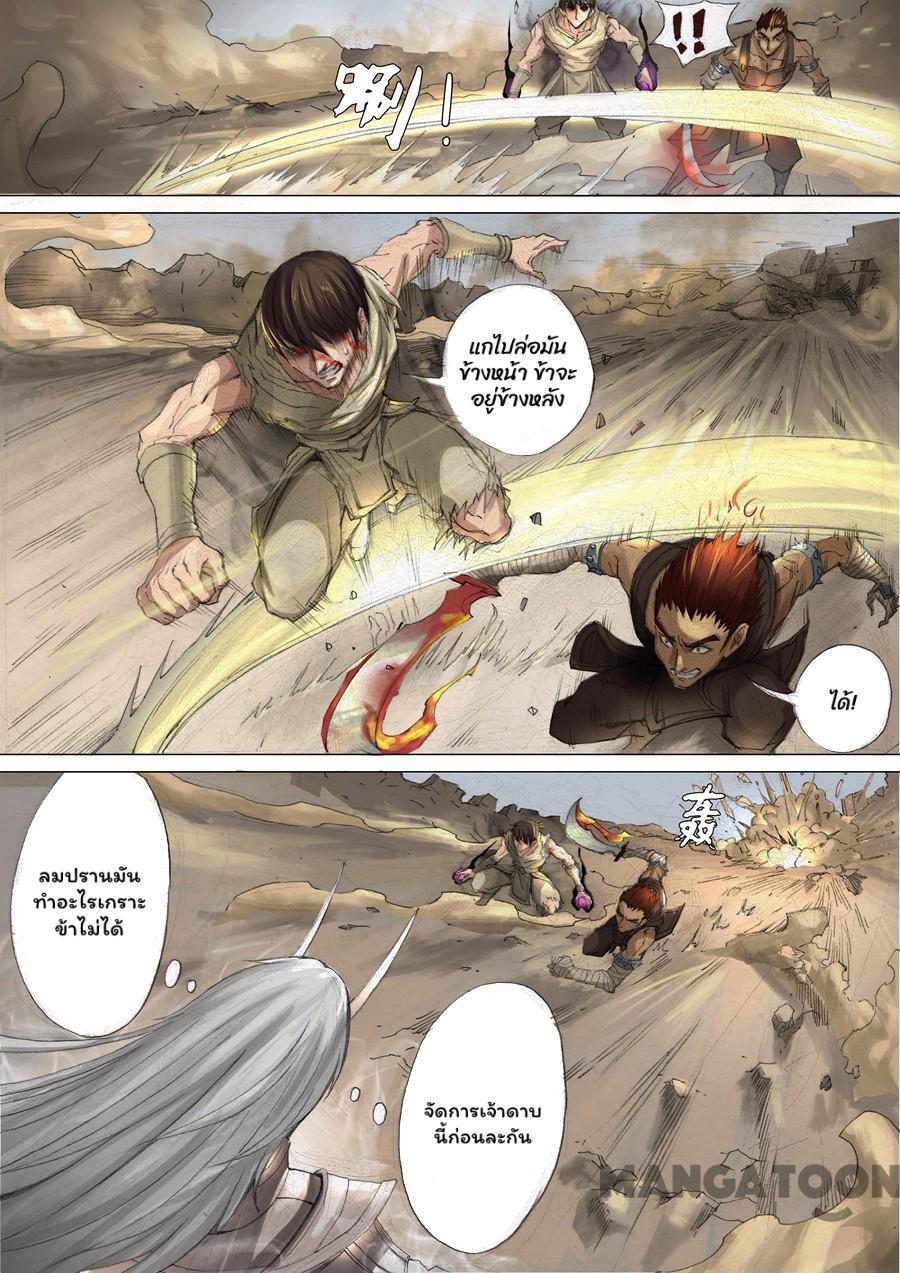 !!
唰!
แกไปล่อมัน
ข้างหน้า ข้าจะ
อยู่ข้างหลัง
ได้!
ลมปรานมัน
ทำอะไรเกราะ
ข้าไม่ได้
จัดการเจ้าดาบ
นี้ก่อนละกัน
MANGATOON